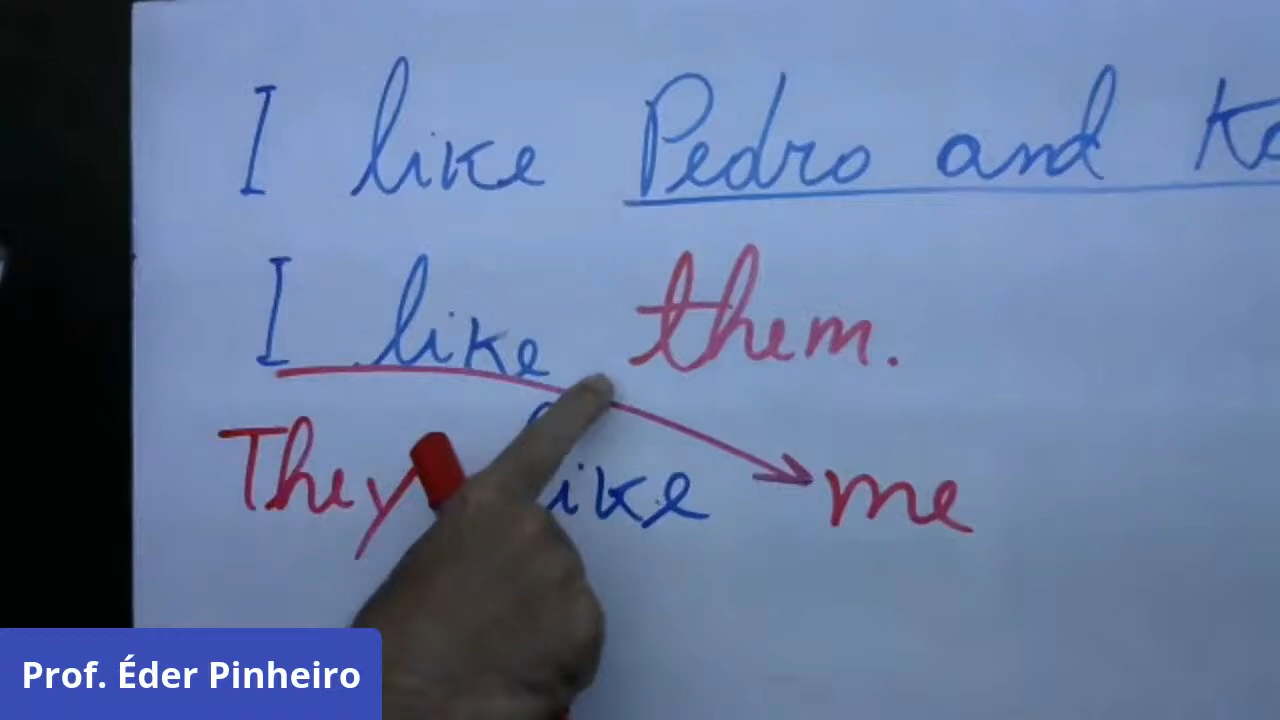 I like Pedro and
I like them.
They like me
Prof. Éder Pinheiro